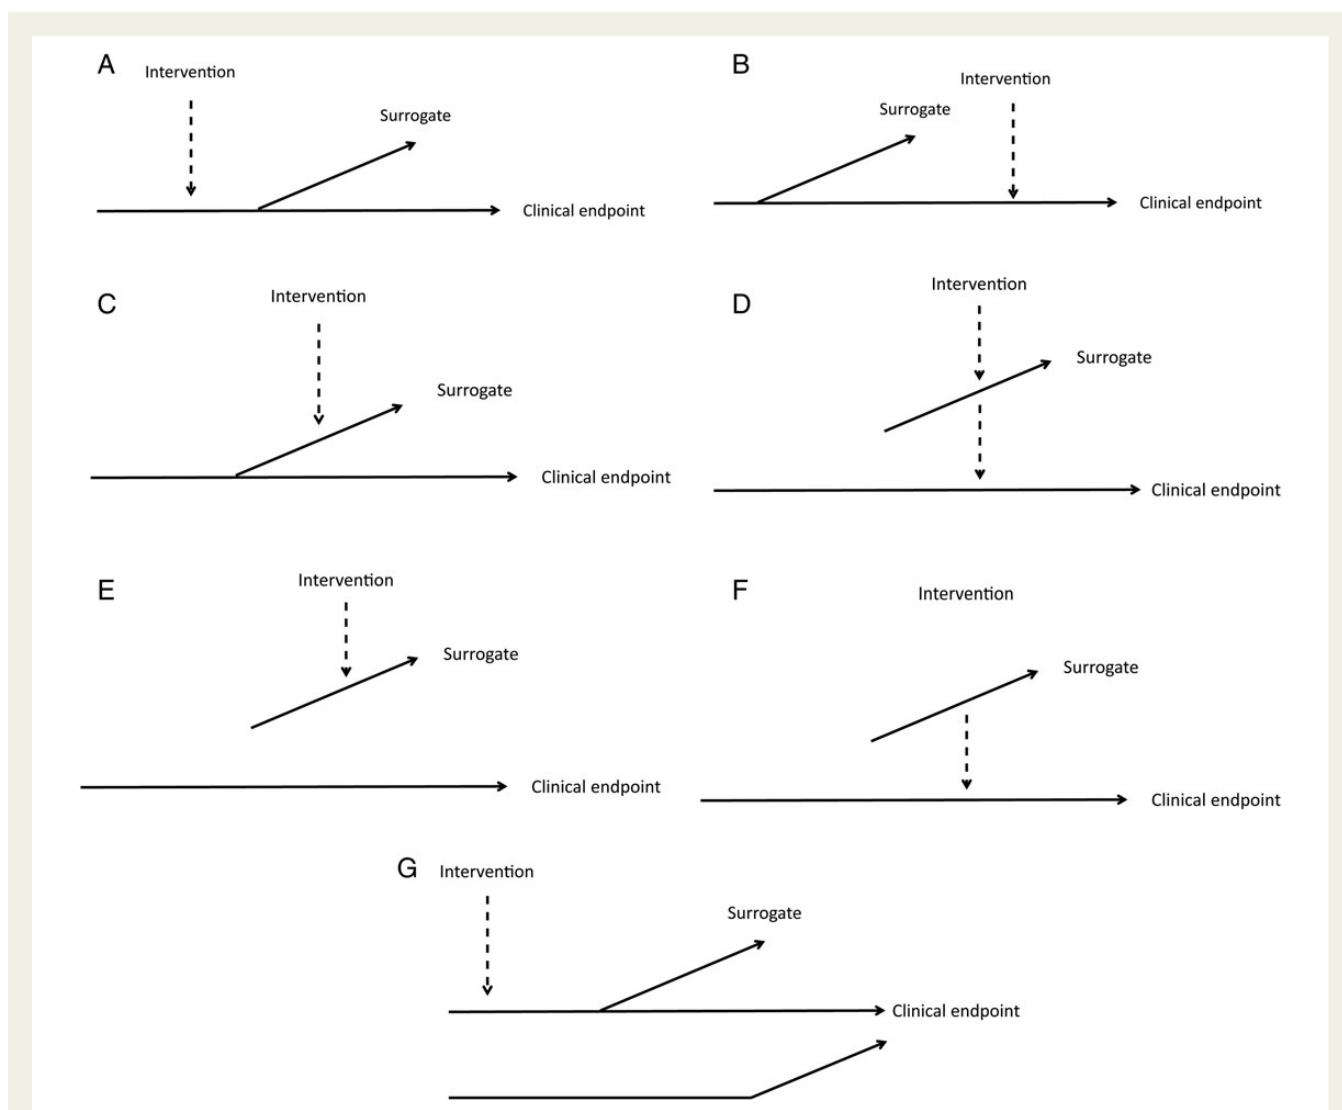 A
Intervention
Surrogate
Clinical endpoint
B
Intervention
Surrogate
Clinical endpoint
C
Intervention
Surrogate
Clinical endpoint
D
Intervention
Surrogate
Clinical endpoint
E
Intervention
Surrogate
Clinical endpoint
F
Intervention
Surrogate
Clinical endpoint
G
Intervention
Surrogate
Clinical endpoint